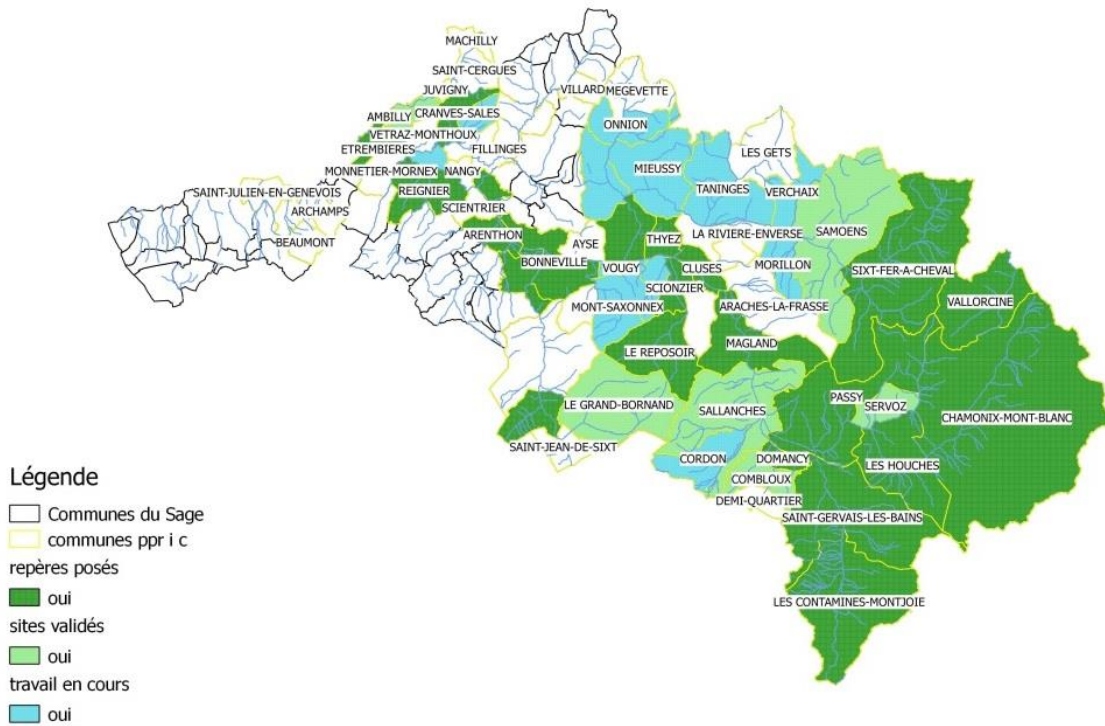 MACHILLY
SAINT-CERGUES
JUVIGNY
VILLARD
MEGEVETTE
AMBILLY
CRANVES-SALES
ONNION
VETRAZ-MONTHOUX
ETREMBIERES
FILLINGES
LES GETS
MIEUSSY
MONNETIER-MORNEX
NANGY
TANINGES
VERCHAIX
SAINT-JULIEN-EN-GENEVOIS
REIGNIER
ARCHAMPS
SCIENTRIER
LA RIVIERE-ENVERSE
SAMOENS
BEAUMONT
ARENTHON
AYSE
THYEZ
BONNEVILLE
VOUGY
CLUSES
MORILLON
SIXT-FER-A-CHEVAL
SCIONZIER
VALLORCINE
MONT-SAXONNEX
ARACHES-LA-FRASSE
LE REPOSOIR
MAGLAND
PASSY
LE GRAND-BORNAND
SALLANCHES
SERVOZ
CHAMONIX-MONT-BLANC
SAINT-JEAN-DE-SIXT
CORDON
DOMANCY
LES HOUCHES
COMBLOUX
DEMI-QUARTIER
SAINT-GERVAIS-LES-BAINS
LES CONTAMINES-MONTJOIE
Légende
Communes du Sage
communes ppr i c
repères posés
oui
sites validés
oui
travail en cours
oui